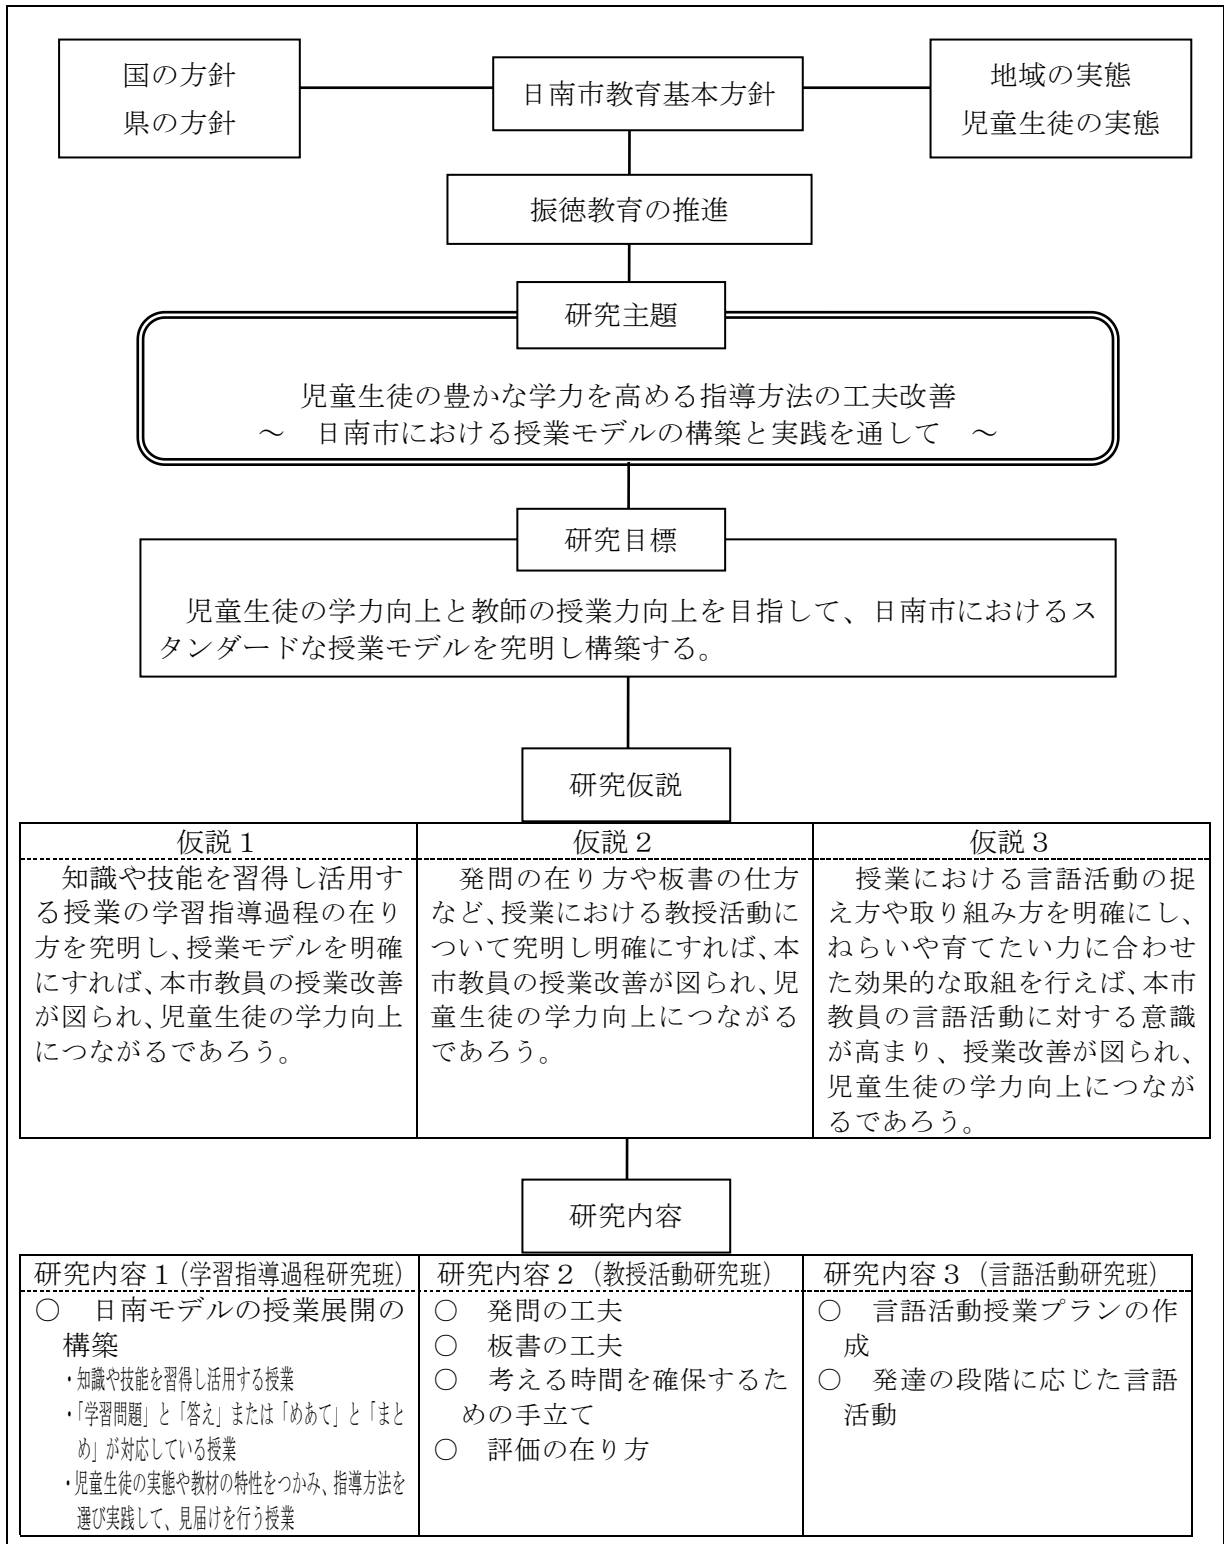 国の方針
県の方針
日南市教育基本方針
地域の実態
児童生徒の実態
振徳教育の推進
研究主題
児童生徒の豊かな学力を高める指導方法の工夫改善
～　日南市における授業モデルの構築と実践を通して　～
研究目標
児童生徒の学力向上と教師の授業力向上を目指して、日南市におけるス
タンダードな授業モデルを究明し構築する。
研究仮説
仮説１
知識や技能を習得し活用す
る授業の学習指導過程の在り
方を究明し、授業モデルを明確
にすれば、本市教員の授業改善
が図られ、児童生徒の学力向上
につながるであろう。
仮説２
発問の在り方や板書の仕方
など、授業における教授活動に
ついて究明し明確にすれば、本
市教員の授業改善が図られ、児
童生徒の学力向上につながる
であろう。
仮説３
授業における言語活動の捉
え方や取り組み方を明確にし、
ねらいや育てたい力に合わせ
た効果的な取組を行えば、本市
教員の言語活動に対する意識
が高まり、授業改善が図られ、
児童生徒の学力向上につなが
るであろう。
研究内容
研究内容１（学習指導過程研究班）
○　日南モデルの授業展開の
構築
・知識や技能を習得し活用する授業
・「学習問題」と「答え」または「めあて」と「まと
め」が対応している授業
・児童生徒の実態や教材の特性をつかみ、指導方法を
選び実践して、見届けを行う授業
研究内容２（教授活動研究班）
○　発問の工夫
○　板書の工夫
○　考える時間を確保するた
めの手立て
○　評価の在り方
研究内容３（言語活動研究班）
○　言語活動授業プランの作
成
○　発達の段階に応じた言語
活動